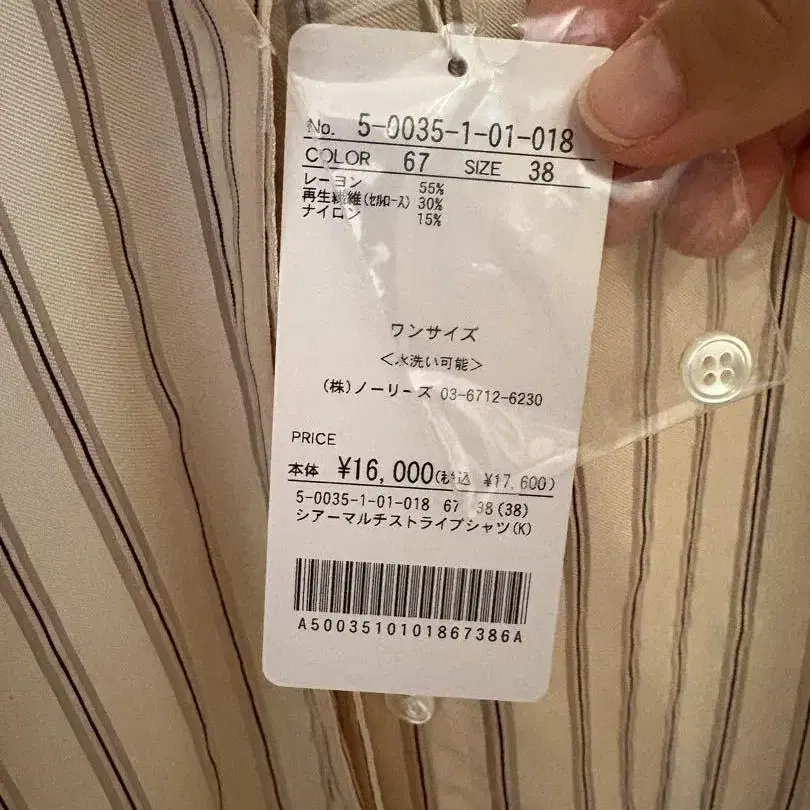 No. 5-0035-1-01-018
COLOR 67 SIZE 38
レーヨン 55%
再生繊維(セルロース) 30%
ナイロン 15%
ワンサイズ
<水洗い可能>
(株)ノーリーズ 03-6712-6230
PRICE
本体 ¥16,000(税込 ¥17,600)
5-0035-1-01-018 67 38(38)
シアーマルチストライプシャツ(K)
A5003510101867386A